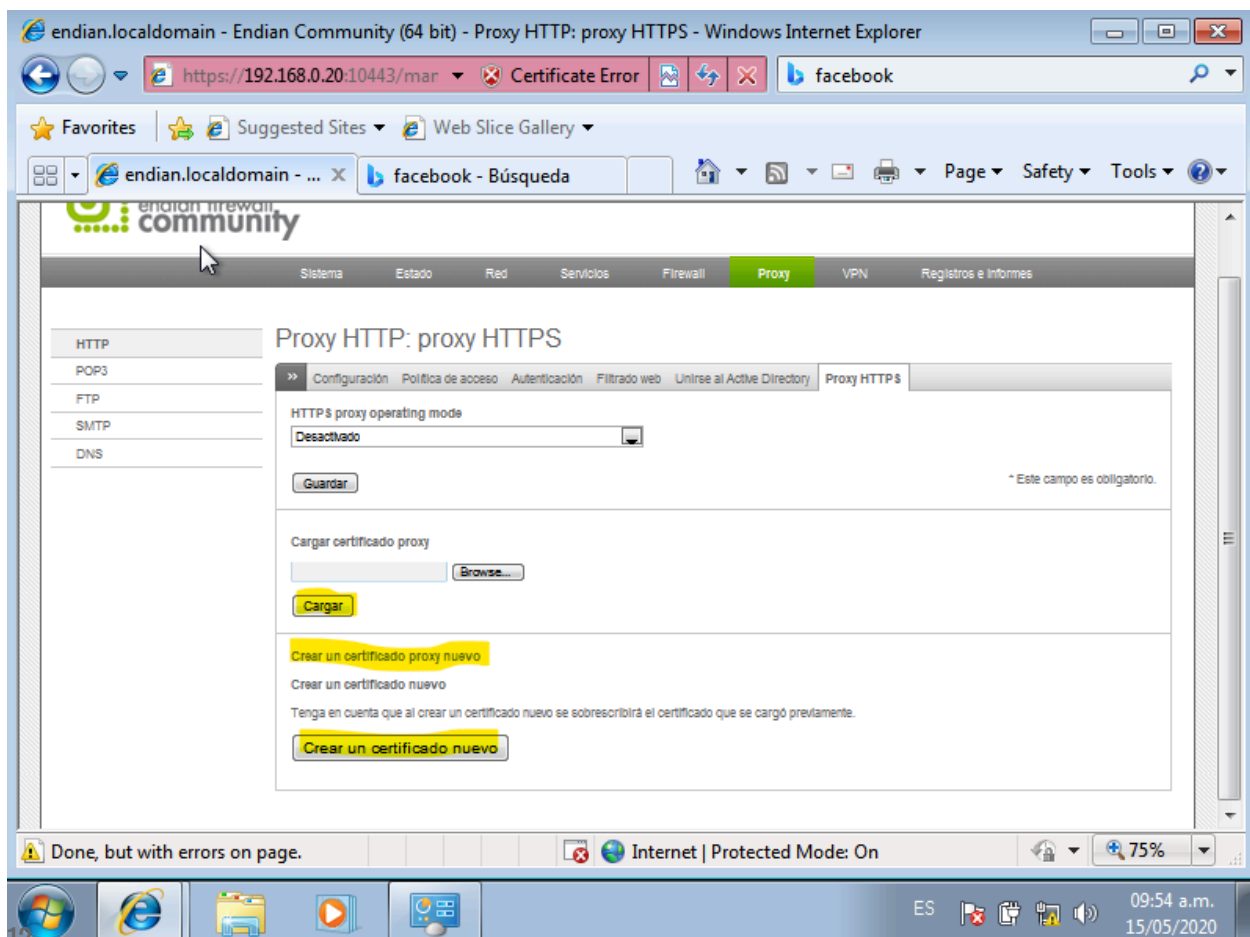 endian.localdomain - Endian Community (64 bit) - Proxy HTTP: proxy HTTPS - Windows Internet Explorer
https://192.168.0.20:10443/mar Certificate Error facebook
Favorites Suggested Sites Web Slice Gallery
endian.localdomain - ... facebook - Búsqueda Page Safety Tools
endian firewall
community
Sistema Estado Red Servicios Firewall Proxy VPN Registros e Informes
Proxy HTTP: proxy HTTPS
HTTP
POP3
FTP
SMTP
DNS
>> Configuración Política de acceso Autenticación Filtrado web Unirse al Active Directory Proxy HTTPS
HTTPS proxy operating mode
Desactivado
Guardar * Este campo es obligatorio.
Cargar certificado proxy
Browse...
Cargar
Crear un certificado proxy nuevo
Crear un certificado nuevo
Tenga en cuenta que al crear un certificado nuevo se sobrescribirá el certificado que se cargó previamente.
Crear un certificado nuevo
Done, but with errors on page. Internet | Protected Mode: On 75%
ES 09:54 a.m.
15/05/2020